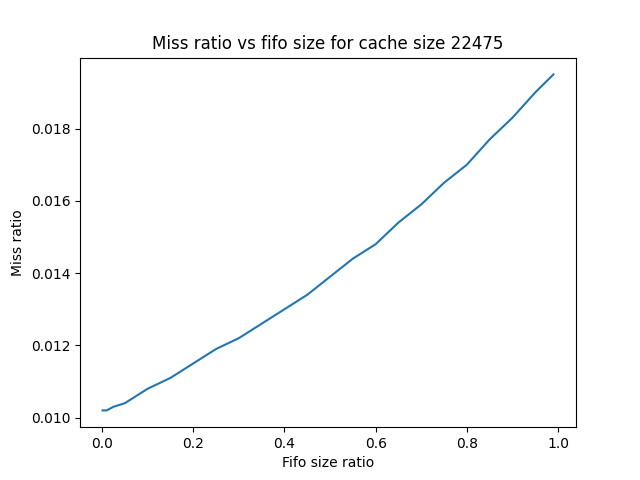 Miss ratio vs fifo size for cache size 22475
0.018
0.016
0.014
0.012
0.010
Miss ratio
0.0 0.2 0.4 0.6 0.8 1.0
Fifo size ratio